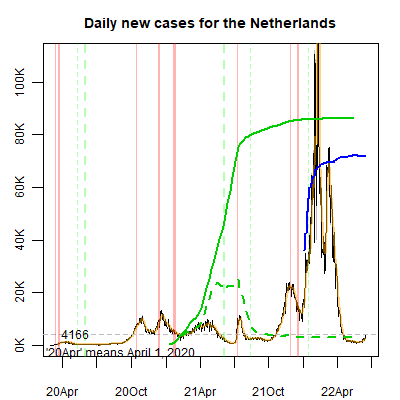 Daily new cases for the Netherlands
100K
80K
60K
40K
20K
0K
4166
"20Apr" means April 1, 2020
20Apr
20Oct
21Apr
21Oct
22Apr